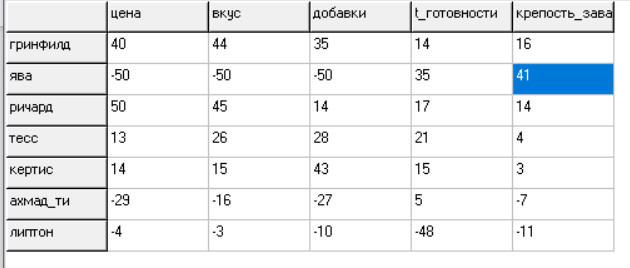 цена вкус добавки t_готовности крепость_зава
гринфилд 40 44 35 14 16
ява -50 -50 -50 35 41
ричард 50 45 14 17 14
тесс 13 26 28 21 4
кертис 14 15 43 15 3
ахмад_ти -29 -16 -27 5 -7
липтон -4 -3 -10 -48 -11